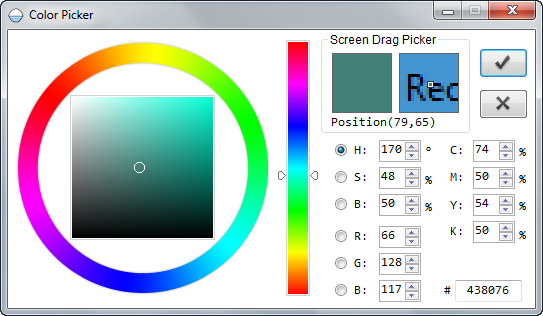 Color Picker
Screen Drag Picker
Rec
Position(79,65)
H: 170 ° C: 74 %
S: 48 % M: 50 %
B: 50 % Y: 54 %
K: 50 %
R: 66
G: 128
B: 117 # 438076